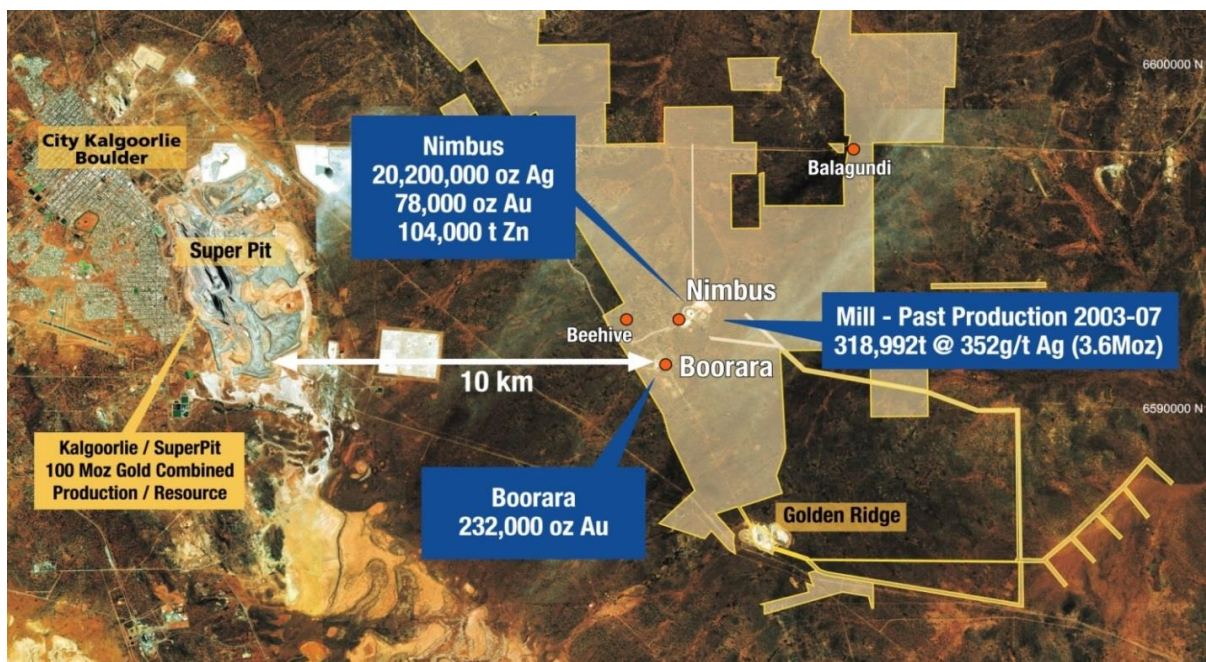 6600000 N
City Kalgoorlie
Boulder
Nimbus
20,200,000 oz Ag
78,000 oz Au
104,000 t Zn
Balagundi
Super Pit
Nimbus
Beehive
Mill - Past Production 2003-07
318,992t @ 352g/t Ag (3.6Moz)
Boorara
10 km
6590000 N
Kalgoorlie / SuperPit
100 Moz Gold Combined
Production / Resource
Boorara
232,000 oz Au
Golden Ridge